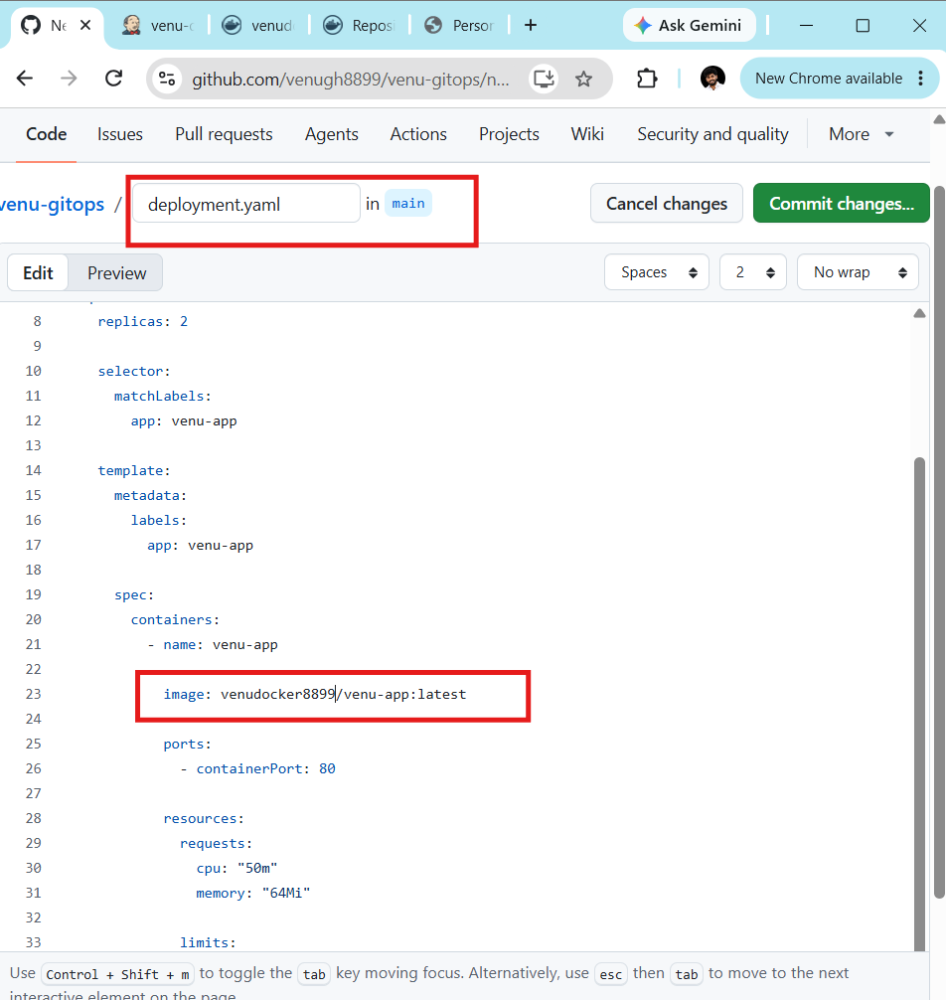 Ne
venu-c
venud
Reposi
Person
Ask Gemini
github.com/venugh8899/venu-gitops/n...
New Chrome available
Code Issues Pull requests Agents Actions Projects Wiki Security and quality More
venu-gitops / deployment.yaml in main
Cancel changes Commit changes...
Edit Preview Spaces 2 No wrap
8 replicas: 2
9
10 selector:
11 matchLabels:
12 app: venu-app
13
14 template:
15 metadata:
16 labels:
17 app: venu-app
18
19 spec:
20 containers:
21 - name: venu-app
22
23 image: venudocker8899/venu-app:latest
24
25 ports:
26 - containerPort: 80
27
28 resources:
29 requests:
30 cpu: "50m"
31 memory: "64Mi"
32
33 limits:
Use Control + Shift + m to toggle the tab key moving focus. Alternatively, use esc then tab to move to the next
interactive element on the page.